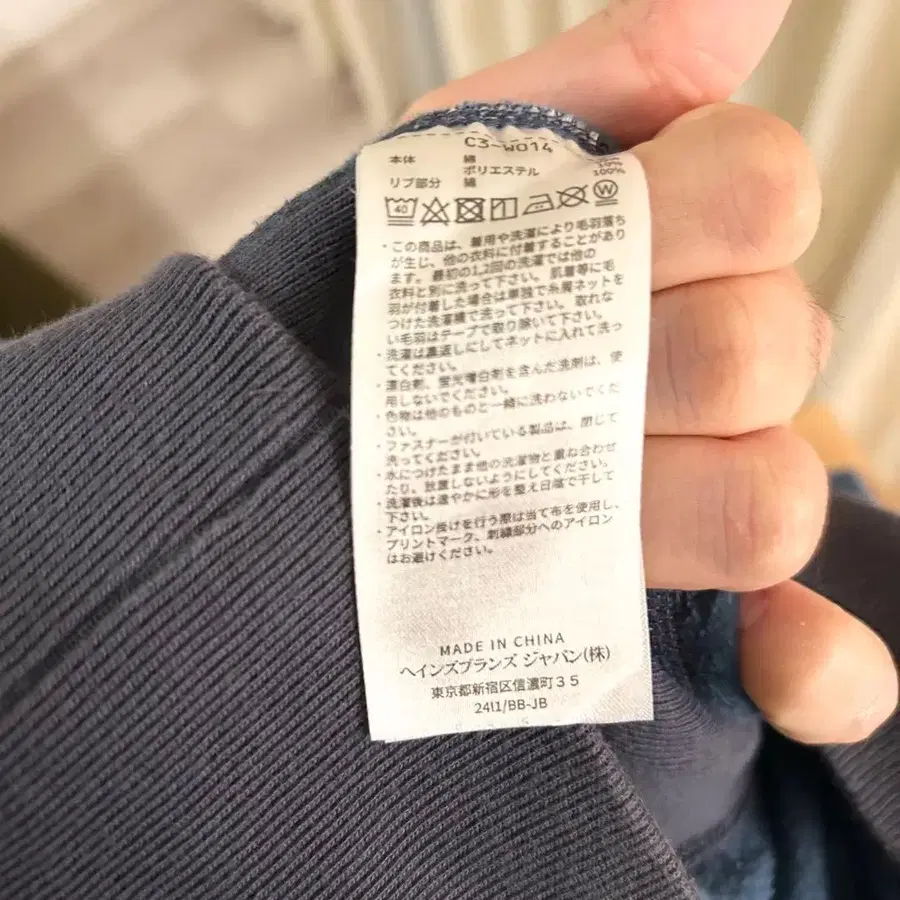 C3-W014
本体 綿
ポリエステル 10%
リブ部分 綿 100%
40 W
・この商品は、着用や洗濯により毛羽落ち
が生じ、他の衣料に付着することがあり
ます。最初の1,2回の洗濯では他の
衣料と別に洗って下さい。肌着等に毛
羽が付着した場合は単独で糸屑ネットを
つけた洗濯機で洗って下さい。取れな
い毛羽はテープで取り除いて下さい。
・洗濯は裏返しにしてネットに入れて洗っ
てください。
・漂白剤、蛍光増白剤を含んだ洗剤は、使
用しないでください。
・色物は他のものと一緒に洗わないでくだ
さい。
・ファスナーが付いている製品は、閉じて
洗ってください。
・水につけたまま他の洗濯物と重ね合わせ
たり、放置しないようにしてください。
・洗濯後は速やかに形を整え日陰で干して
下さい。
・アイロン掛けを行う際は当て布を使用し、
プリントマーク、刺繍部分へのアイロン
はお避けください。
MADE IN CHINA
ヘインズブランズ ジャパン(株)
東京都新宿区信濃町35
24I1/BB-JB